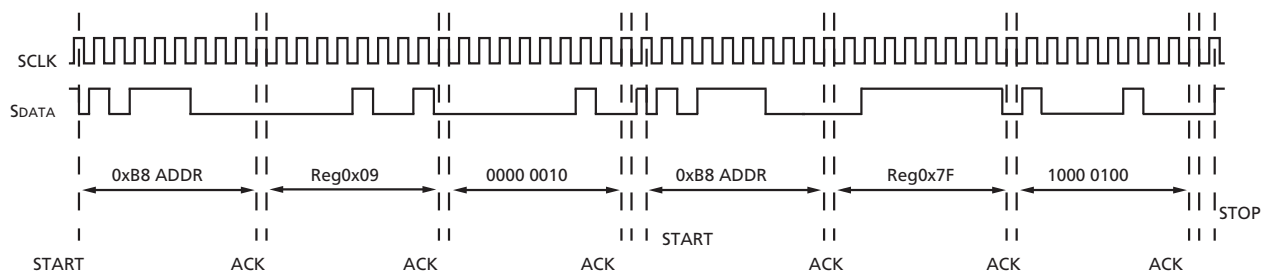 SCLK
SDATA
0xB8 ADDR
Reg0x09
0000 0010
0xB8 ADDR
Reg0x7F
1000 0100
STOP
START
START
ACK
ACK
ACK
ACK
ACK
ACK